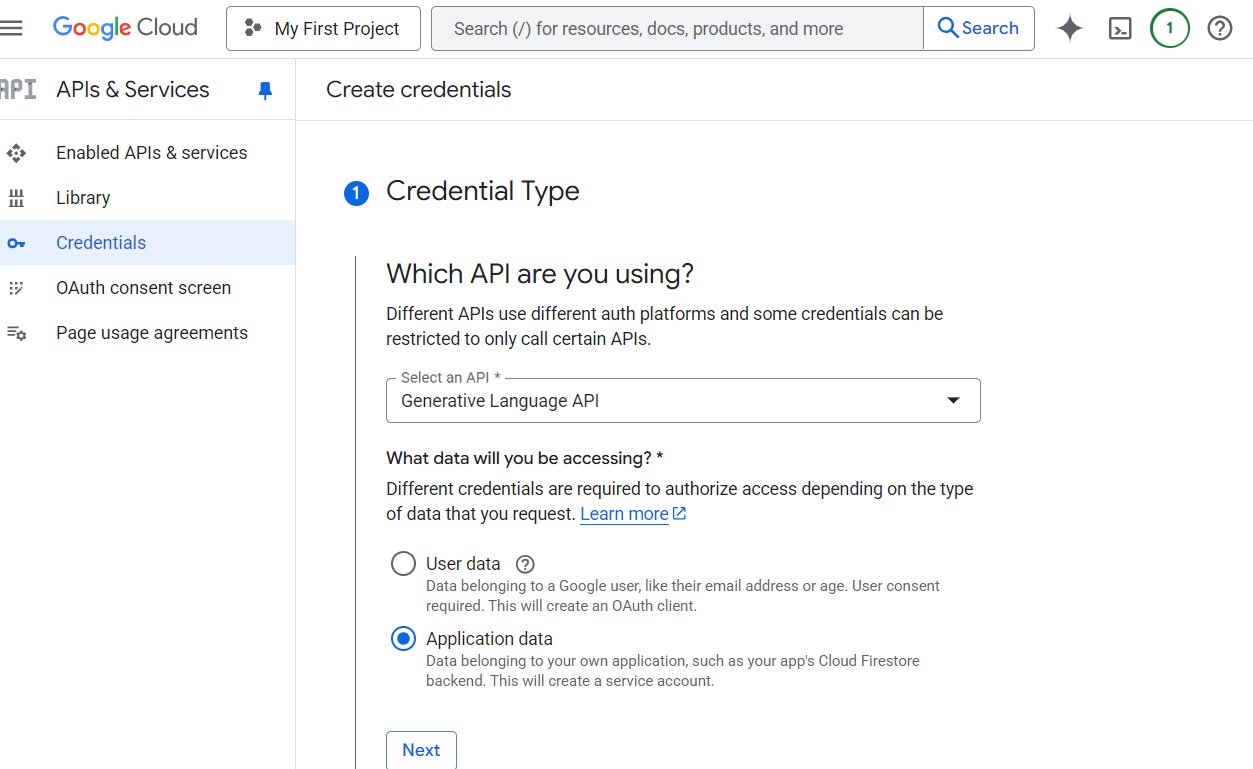 Google Cloud
My First Project
Search (/) for resources, docs, products, and more
Search
1
API
APIs & Services
Create credentials
Enabled APIs & services
Library
Credentials
OAuth consent screen
Page usage agreements
1
Credential Type
Which API are you using?
Different APIs use different auth platforms and some credentials can be
restricted to only call certain APIs.
Select an API *
Generative Language API
What data will you be accessing? *
Different credentials are required to authorize access depending on the type
of data that you request. Learn more
User data
Data belonging to a Google user, like their email address or age. User consent
required. This will create an OAuth client.
Application data
Data belonging to your own application, such as your app's Cloud Firestore
backend. This will create a service account.
Next